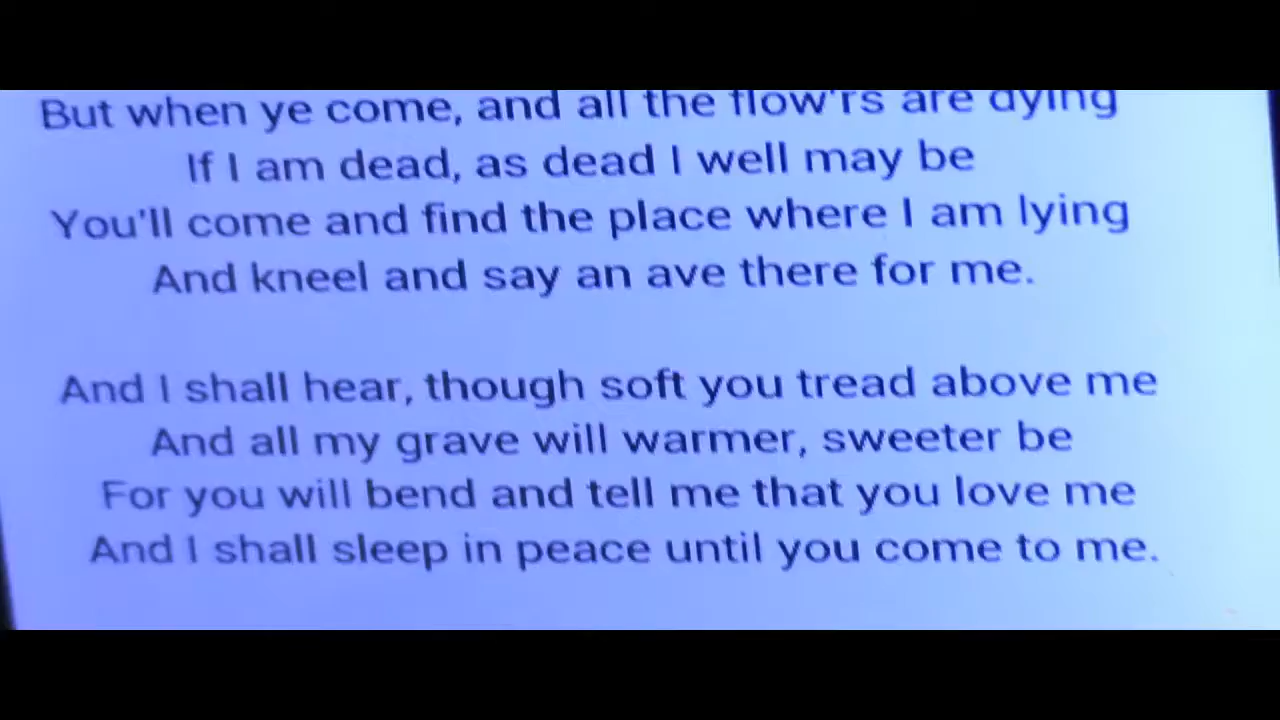 But when ye come, and all the flow'rs are dying
If I am dead, as dead I well may be
You'll come and find the place where I am lying
And kneel and say an ave there for me.
And I shall hear, though soft you tread above me
And all my grave will warmer, sweeter be
For you will bend and tell me that you love me
And I shall sleep in peace until you come to me.